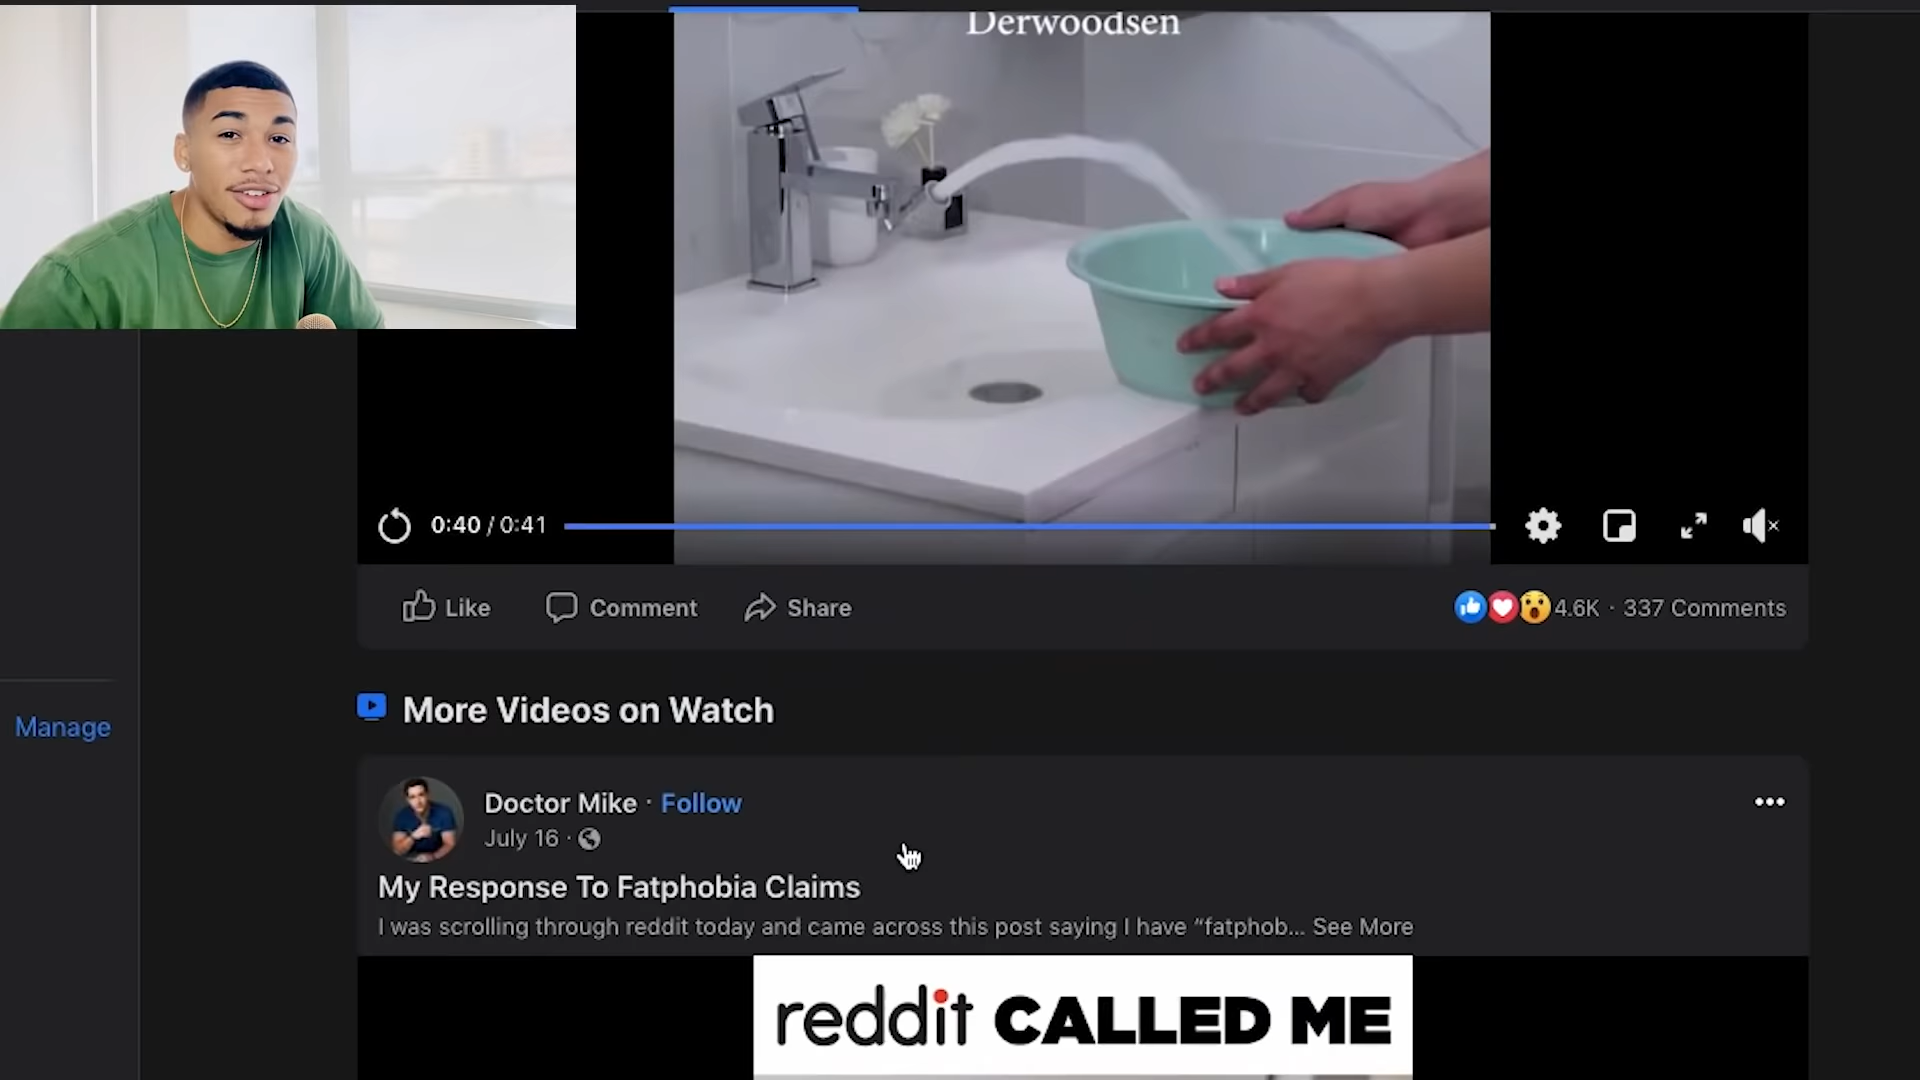 Derwoodsen
0:40 / 0:41
Like
Comment
Share
4.6K · 337 Comments
More Videos on Watch
Manage
Doctor Mike · Follow
July 16 ·
My Response To Fatphobia Claims
I was scrolling through reddit today and came across this post saying I have “fatphob... See More
reddit CALLED ME